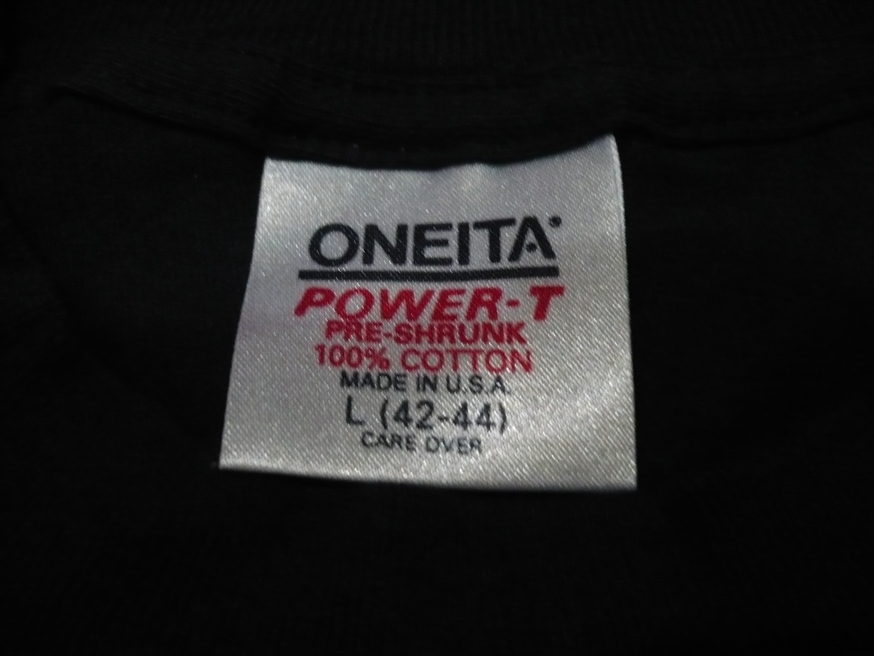 ONEITA
POWER-T
PRE-SHRUNK
100% COTTON
MADE IN U.S.A.
L (42-44)
CARE OVER